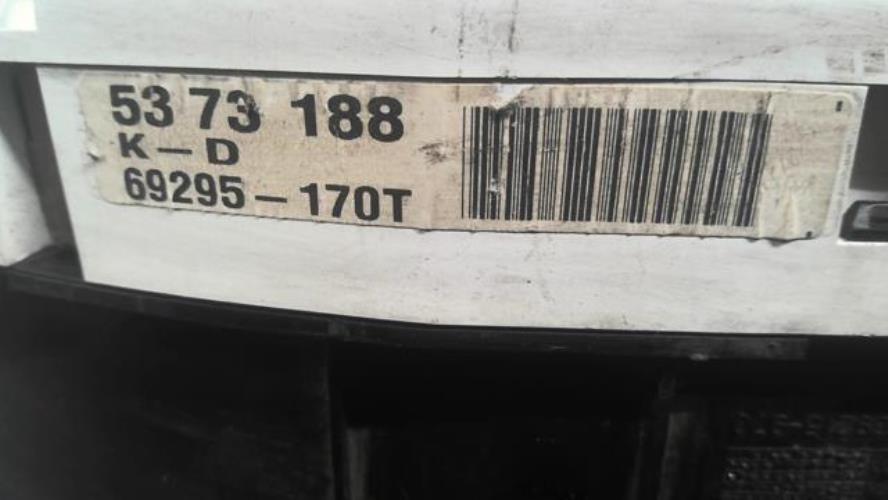 53 73 188
K – D
69295 – 170T